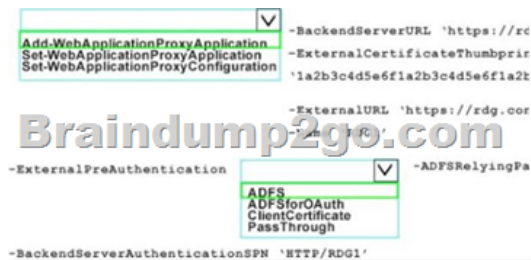 -BackendServerURL 'https://rd
Add-WebApplicationProxyApplication
Set-WebApplicationProxyApplication
Set-WebApplicationProxyConfiguration
-ExternalCertificateThumbprin
'1a2b3c4d5e6f1a2b3c4d5e6f1a2b
-ExternalURL 'https://rdg.con
Braindump2go.com
-ExternalPreAuthentication
-ADFSRelyingPa
ADFS
ADFSforOAuth
ClientCertificate
PassThrough
-BackendServerAuthenticationSPN 'HTTP/RDG1'